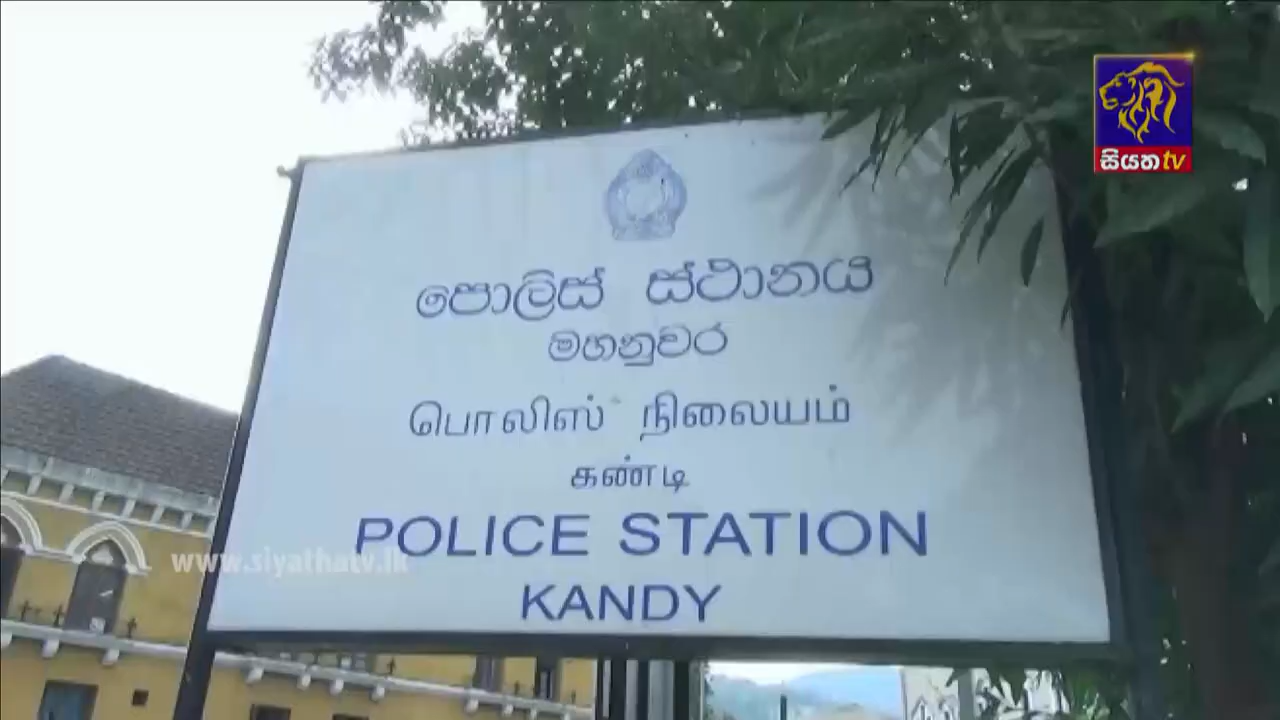 සියත tv
පොලිස් ස්ථානය
මහනුවර
பொலிஸ் நிலையம்
கண்டி
POLICE STATION
KANDY
www.siyathatv.lk